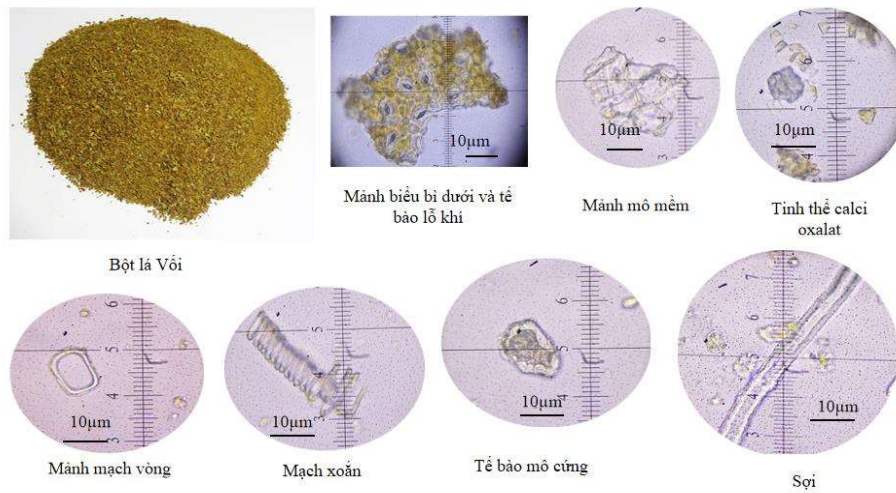 10µm
10µm
10µm
Mảnh biểu bì dưới và tế
bào lỗ khí
Mảnh mô mềm
Tinh thể calci
oxalat
Bột lá Vối
10µm
10µm
10µm
10µm
Mảnh mạch vòng
Mạch xoắn
Tế bào mô cứng
Sợi